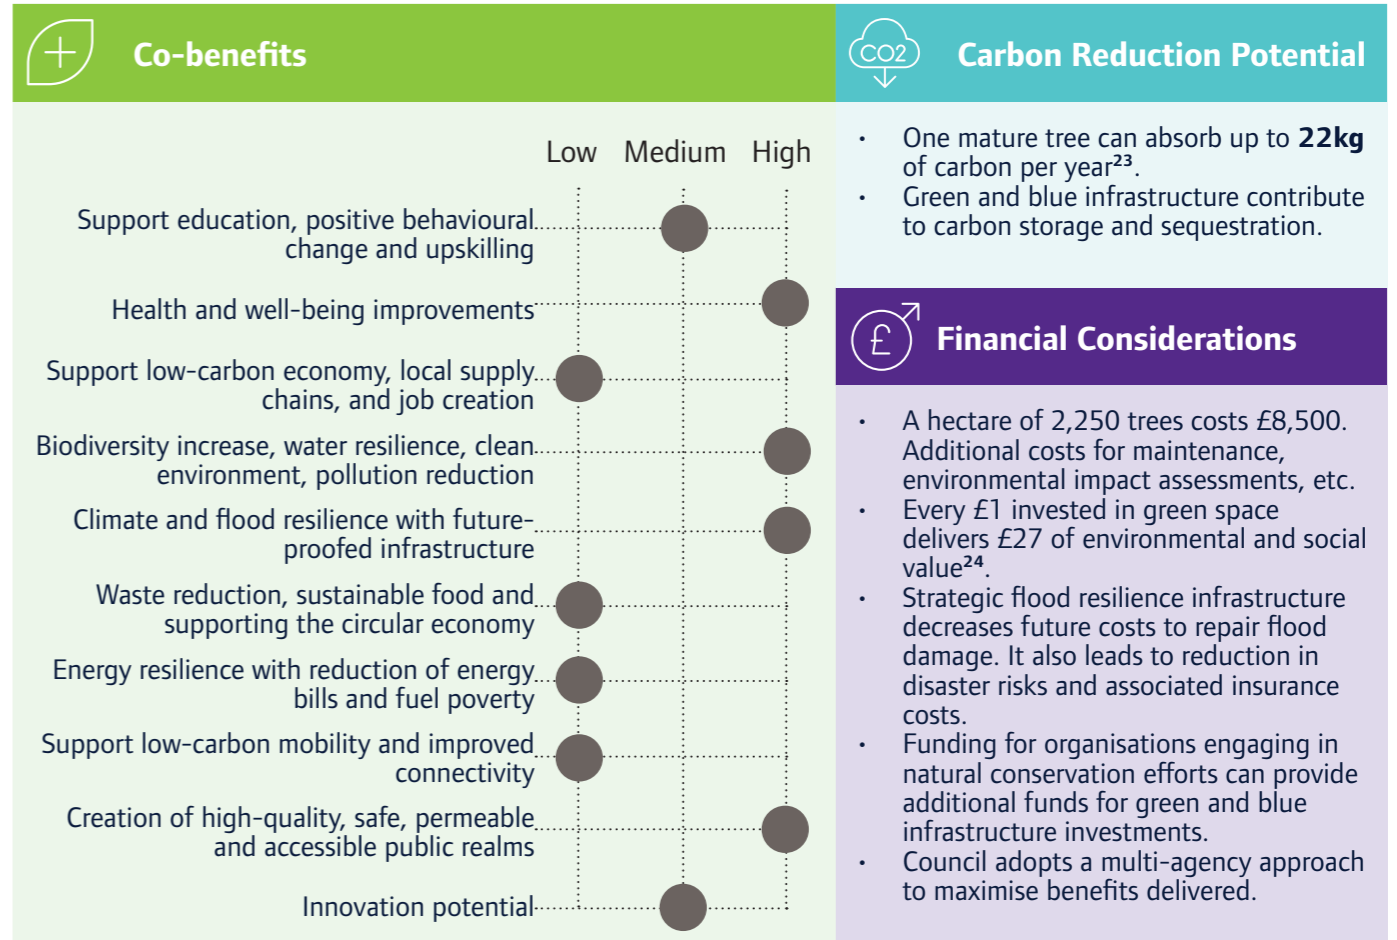 Co-benefits
Low Medium High
Support education, positive behavioural
change and upskilling
Health and well-being improvements
Support low-carbon economy, local supply
chains, and job creation
Biodiversity increase, water resilience, clean
environment, pollution reduction
Climate and flood resilience with future-
proofed infrastructure
Waste reduction, sustainable food and
supporting the circular economy
Energy resilience with reduction of energy
bills and fuel poverty
Support low-carbon mobility and improved
connectivity
Creation of high-quality, safe, permeable
and accessible public realms
Innovation potential
CO2
Carbon Reduction Potential
• One mature tree can absorb up to 22kg
of carbon per year²³.
• Green and blue infrastructure contribute
to carbon storage and sequestration.
£
Financial Considerations
• A hectare of 2,250 trees costs £8,500.
Additional costs for maintenance,
environmental impact assessments, etc.
• Every £1 invested in green space
delivers £27 of environmental and social
value²⁴.
• Strategic flood resilience infrastructure
decreases future costs to repair flood
damage. It also leads to reduction in
disaster risks and associated insurance
costs.
• Funding for organisations engaging in
natural conservation efforts can provide
additional funds for green and blue
infrastructure investments.
• Council adopts a multi-agency approach
to maximise benefits delivered.